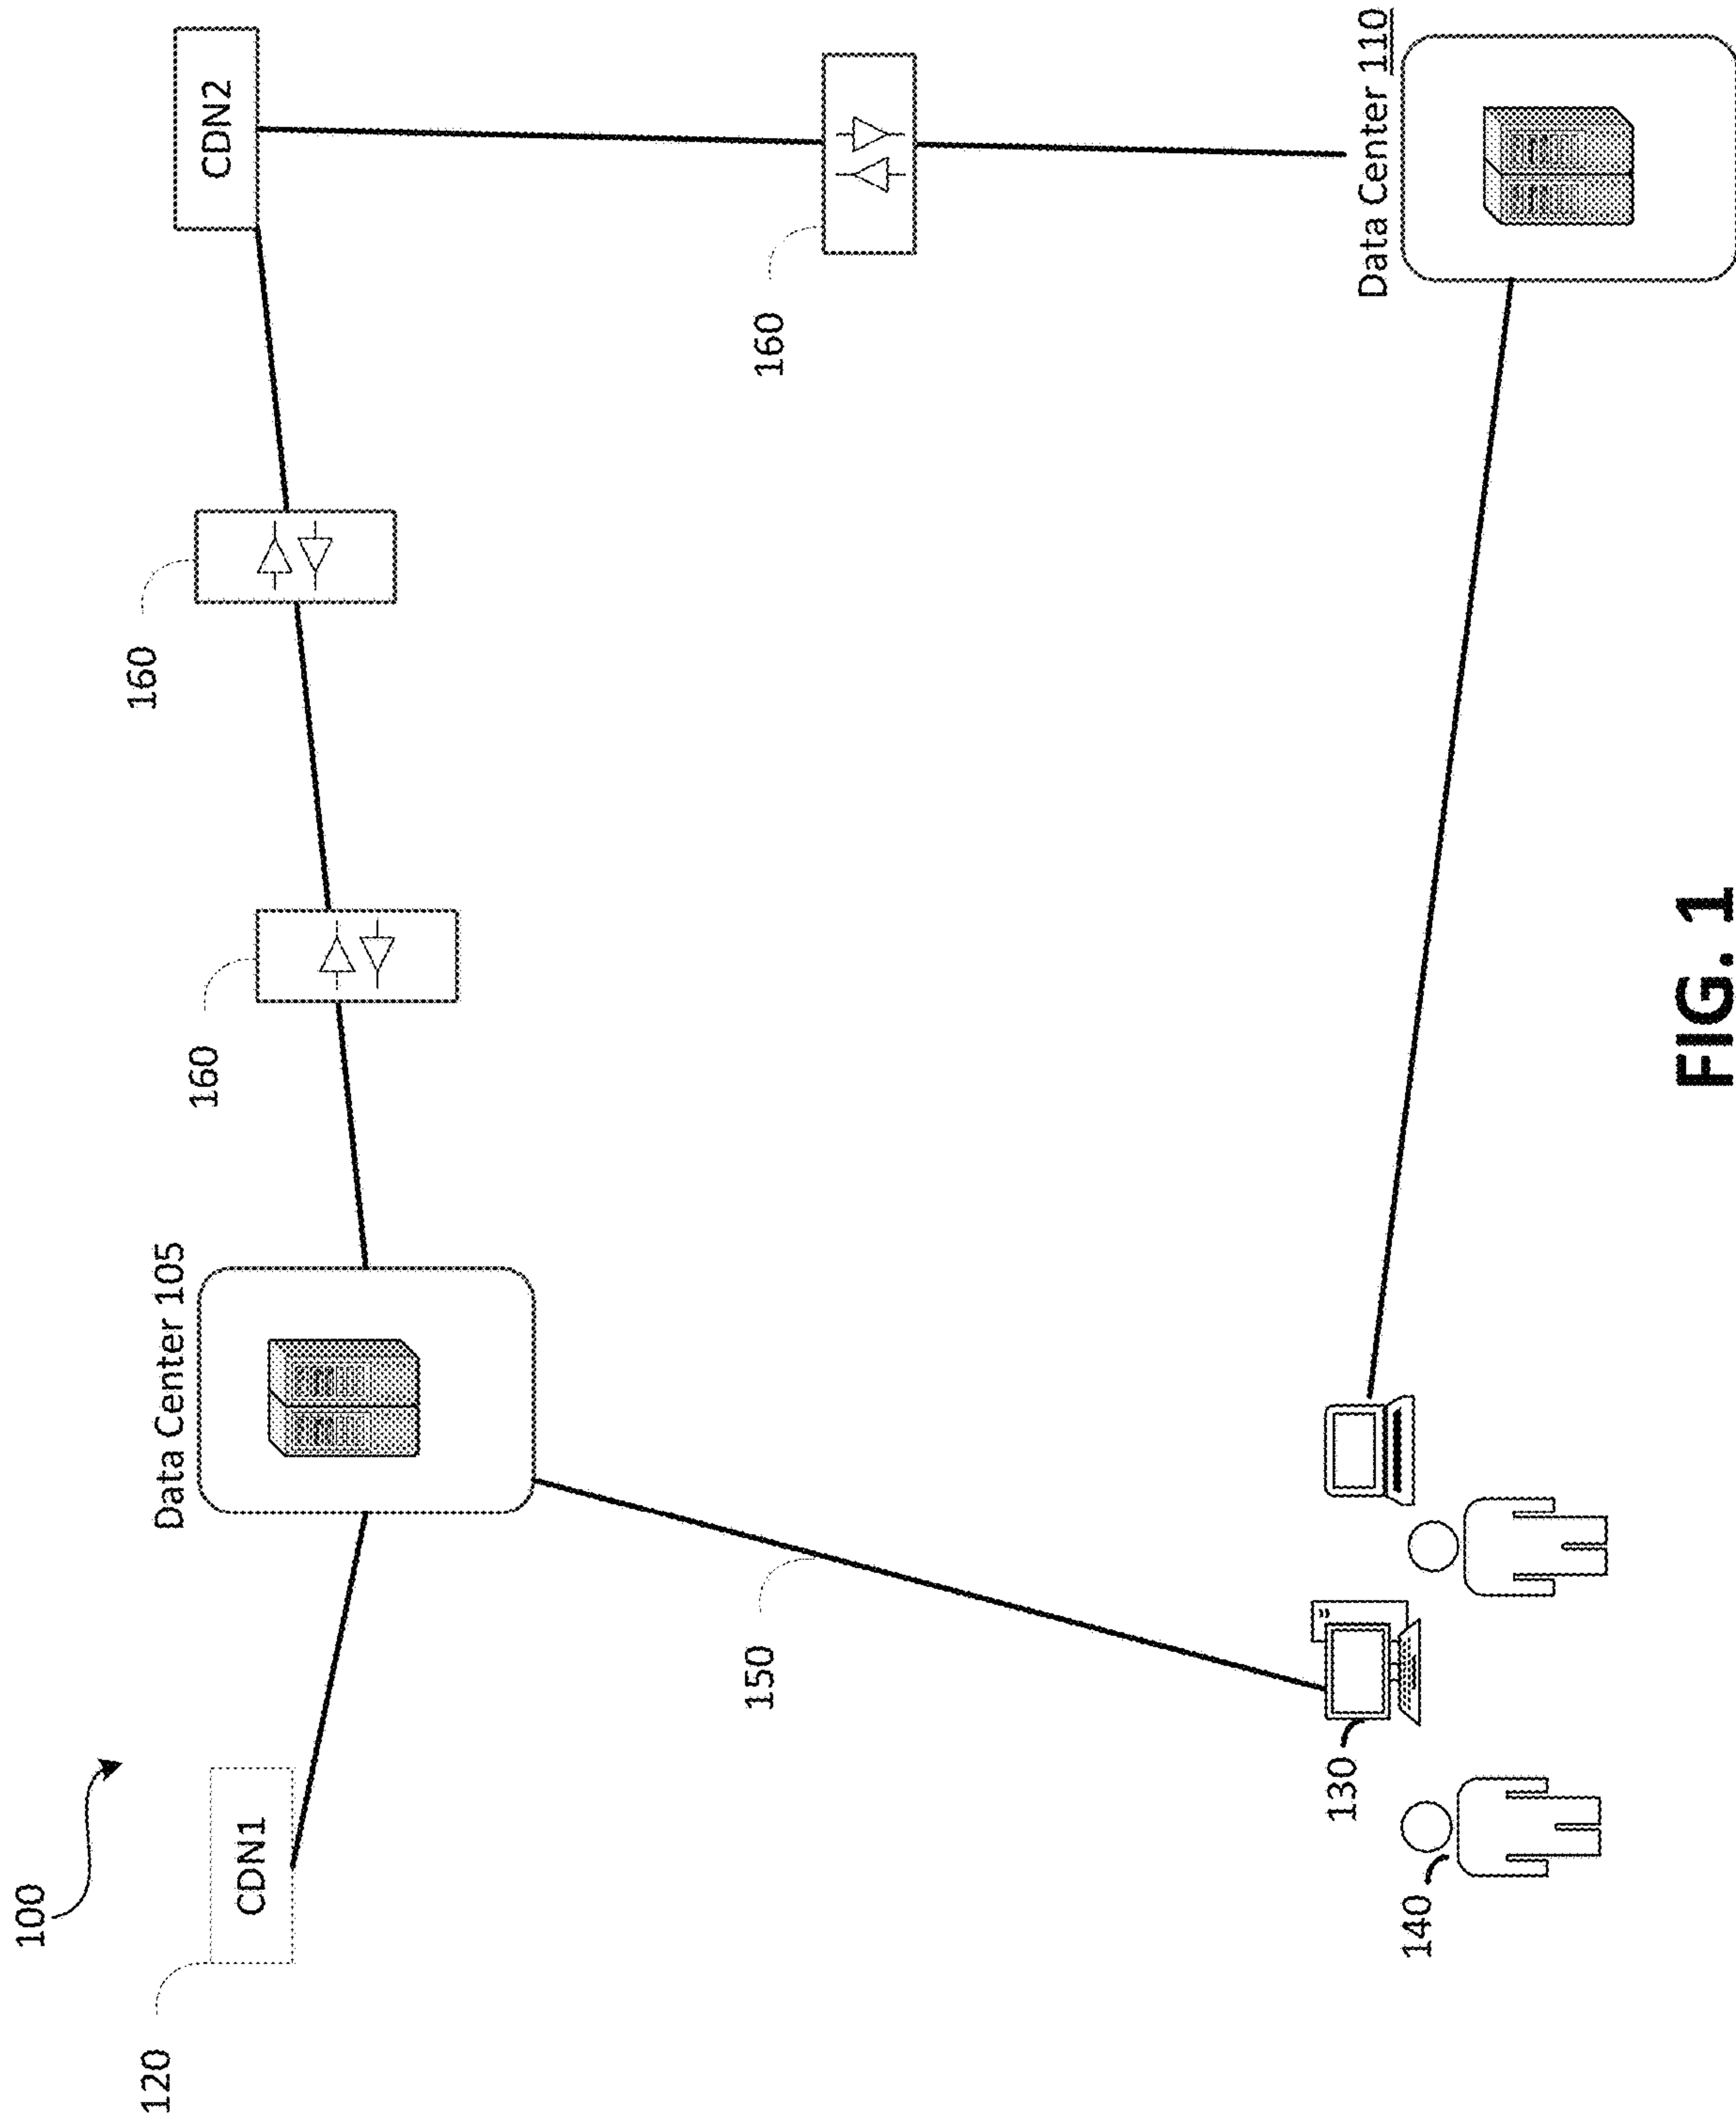 100
120
CDN1
Data Center 105
160
160
CDN2
150
160
130
140
Data Center 110
FIG. 1